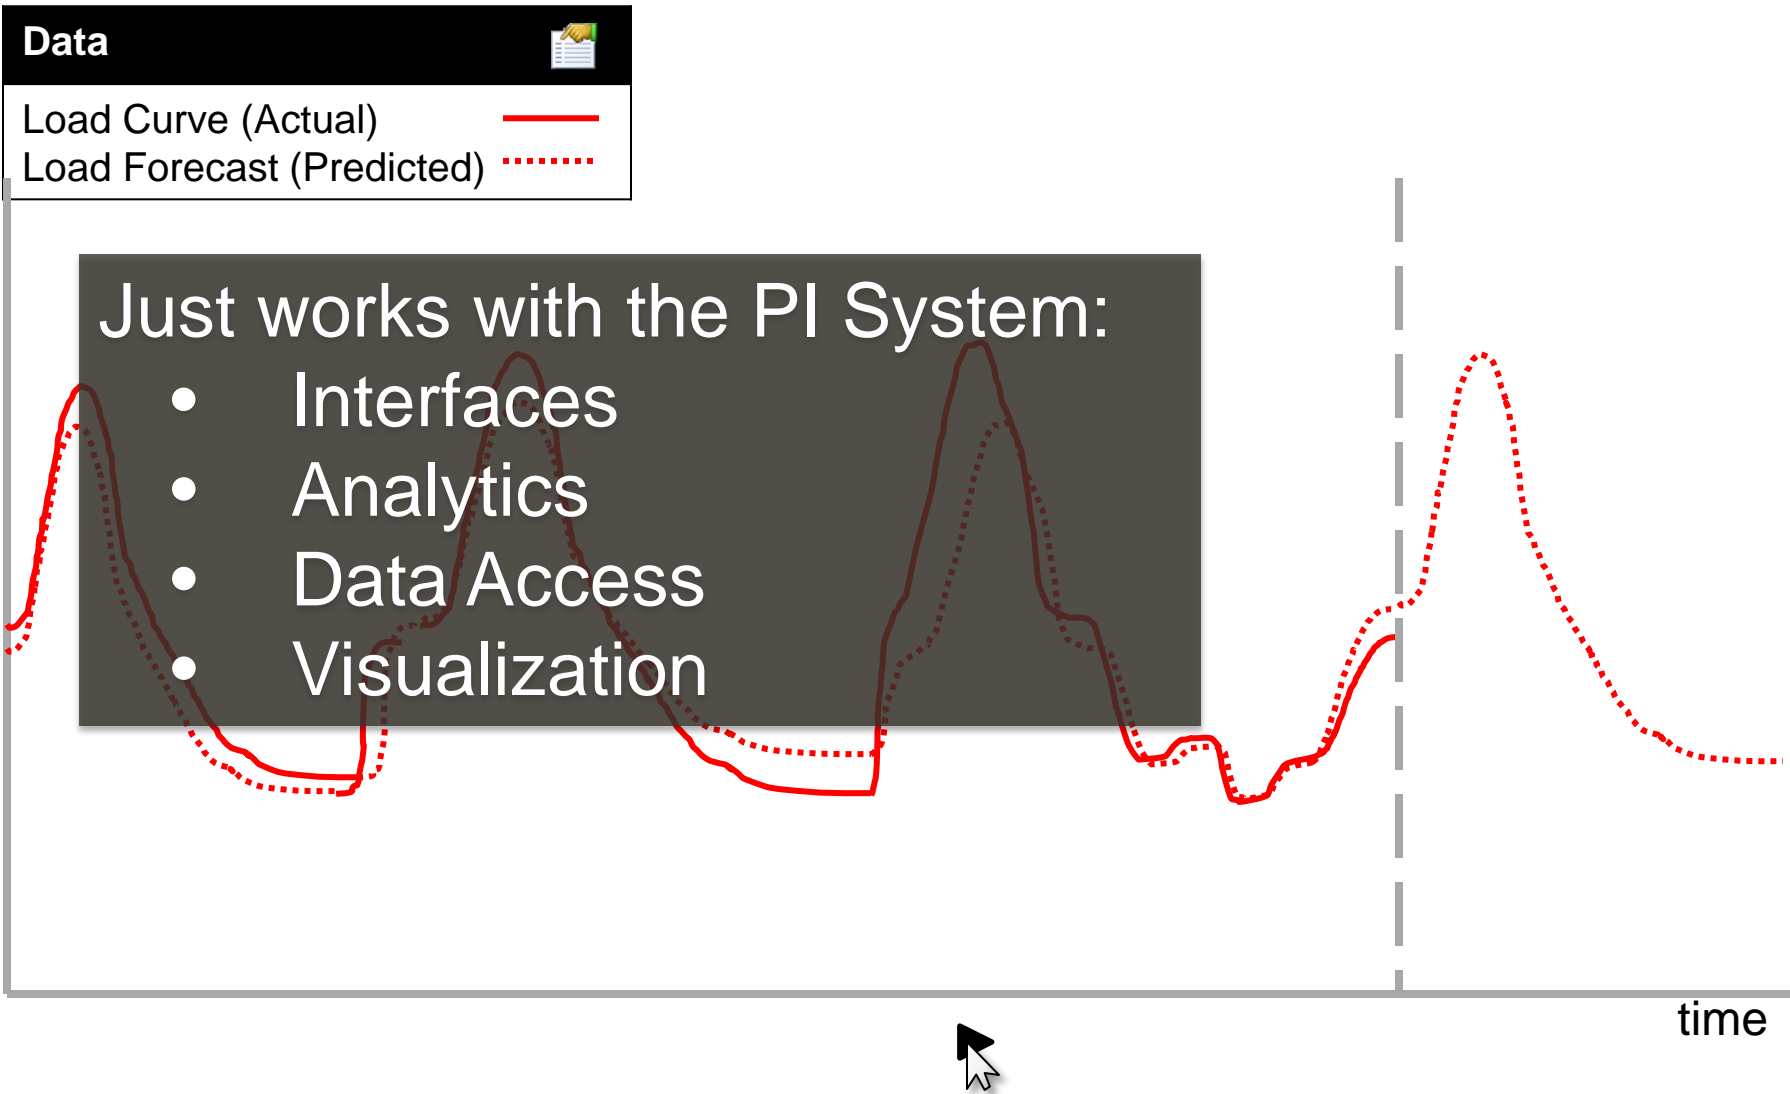 Data
Load Curve (Actual)
Load Forecast (Predicted)
Just works with the PI System:
• Interfaces
• Analytics
• Data Access
• Visualization
time